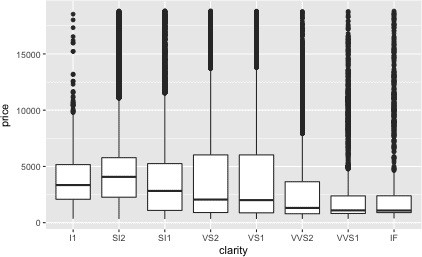 price
15000
10000
5000
0
I1 SI2 SI1 VS2 VS1 VVS2 VVS1 IF
clarity